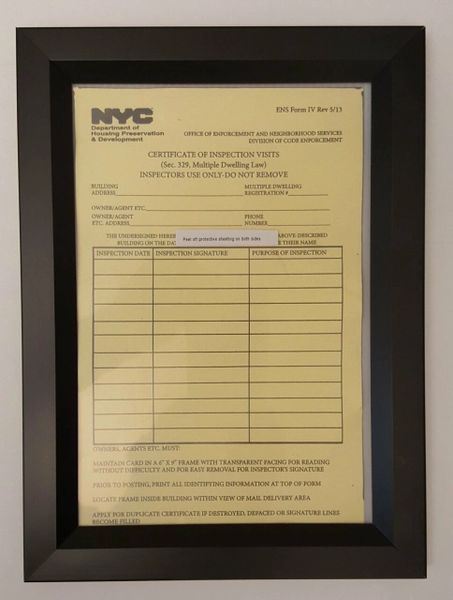 NYC
Department of
Housing Preservation
& Development
ENS Form IV Rev 5/13
OFFICE OF ENFORCEMENT AND NEIGHBORHOOD SERVICES
DIVISION OF CODE ENFORCEMENT
CERTIFICATE OF INSPECTION VISITS
(Sec. 329, Multiple Dwelling Law)
INSPECTORS USE ONLY-DO NOT REMOVE
BUILDING MULTIPLE DWELLING
ADDRESS REGISTRATION #
OWNER/AGENT ETC.
OWNER/AGENT PHONE
ETC. ADDRESS NUMBER
THE UNDERSIGNED ABOVE DESCRIBED
Peel off protective sheeting on both sides
BUILDING ON THE THEIR NAME
INSPECTION DATE INSPECTION SIGNATURE PURPOSE OF INSPECTION
OWNERS, AGENTS ETC. MUST:
MAINTAIN CARD IN A 6" X 9" FRAME WITH TRANSPARENT FACING FOR READING
WITHOUT DIFFICULTY AND FOR EASY REMOVAL FOR INSPECTOR'S SIGNATURE
PRIOR TO POSTING, PRINT ALL IDENTIFYING INFORMATION AT TOP OF FORM
LOCATE FRAME INSIDE BUILDING WITHIN VIEW OF MAIL DELIVERY AREA
APPLY FOR DUPLICATE CERTIFICATE IF DESTROYED, DEFACED OR SIGNATURE LINES
BECOME FILLED